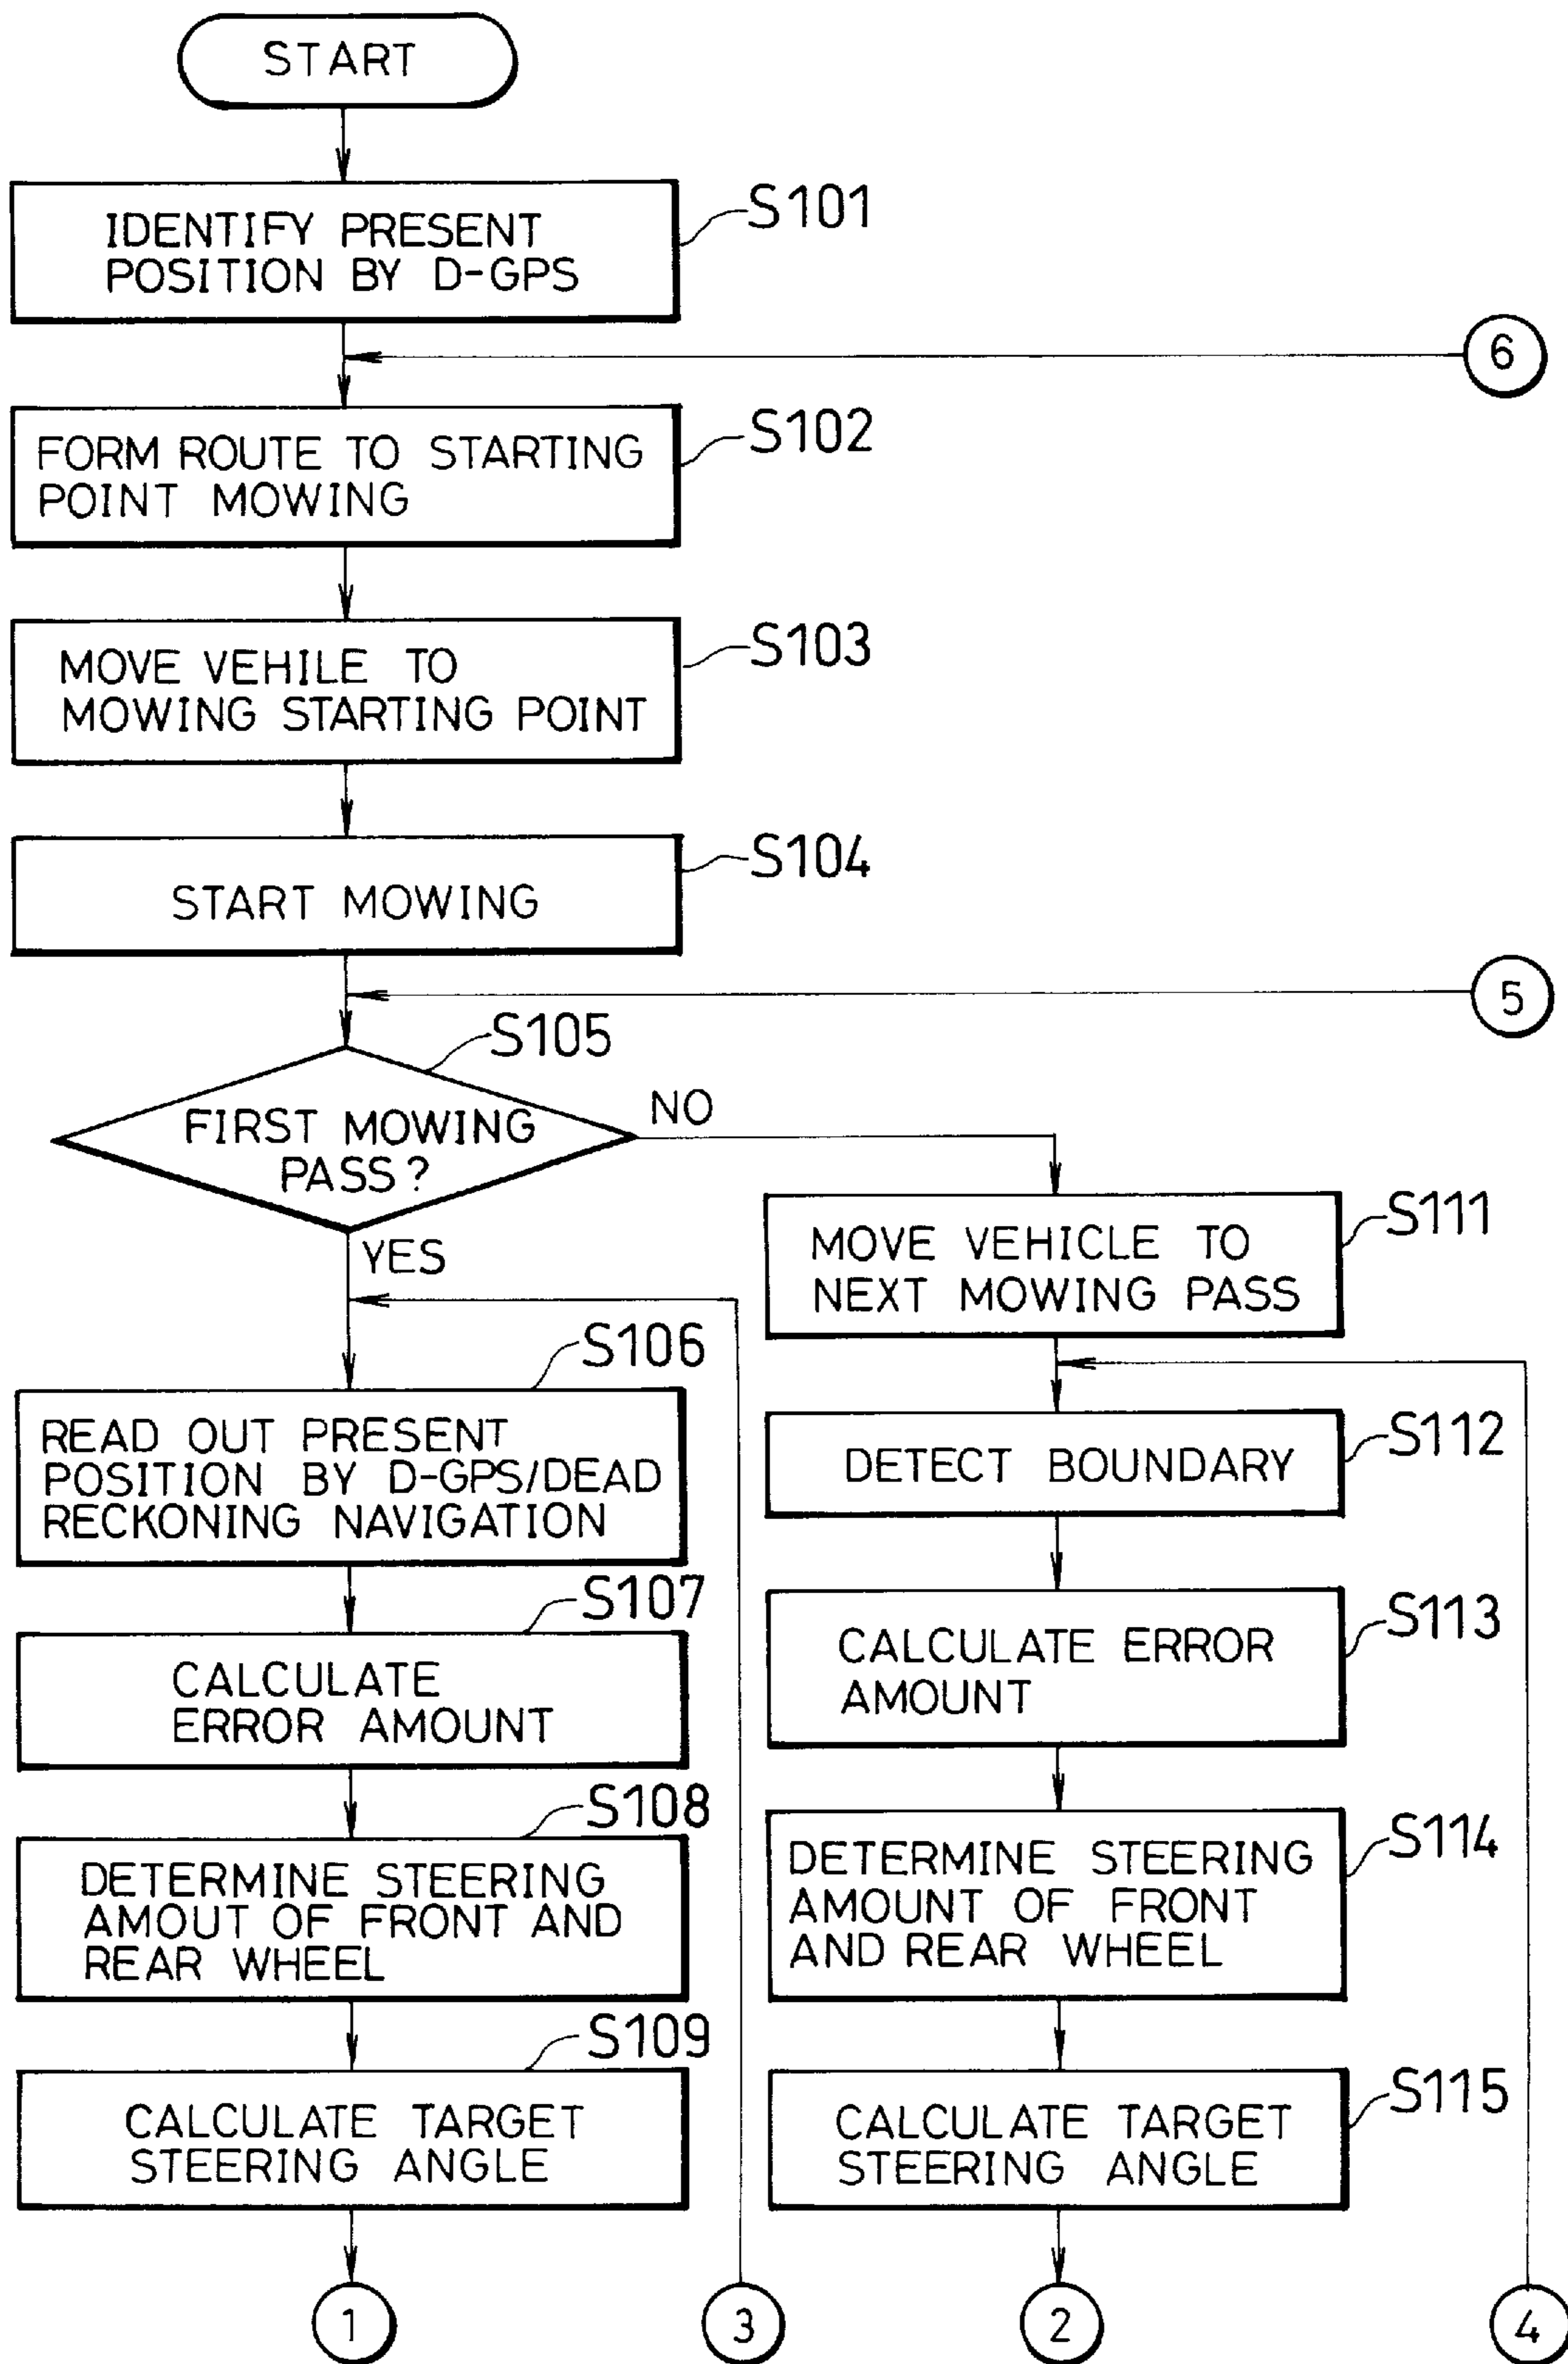 START
IDENTIFY PRESENT
POSITION BY D-GPS
S101
6
FORM ROUTE TO STARTING
POINT MOWING
S102
MOVE VEHILE TO
MOWING STARTING POINT
S103
START MOWING
S104
5
S105
FIRST MOWING
PASS?
NO
YES
S106
READ OUT PRESENT
POSITION BY D-GPS/DEAD
RECKONING NAVIGATION
S107
CALCULATE
ERROR AMOUNT
S108
DETERMINE STEERING
AMOUT OF FRONT AND
REAR WHEEL
S109
CALCULATE TARGET
STEERING ANGLE
1
3
S111
MOVE VEHICLE TO
NEXT MOWING PASS
S112
DETECT BOUNDARY
S113
CALCULATE ERROR
AMOUNT
S114
DETERMINE STEERING
AMOUNT OF FRONT
AND REAR WHEEL
S115
CALCULATE TARGET
STEERING ANGLE
2
4